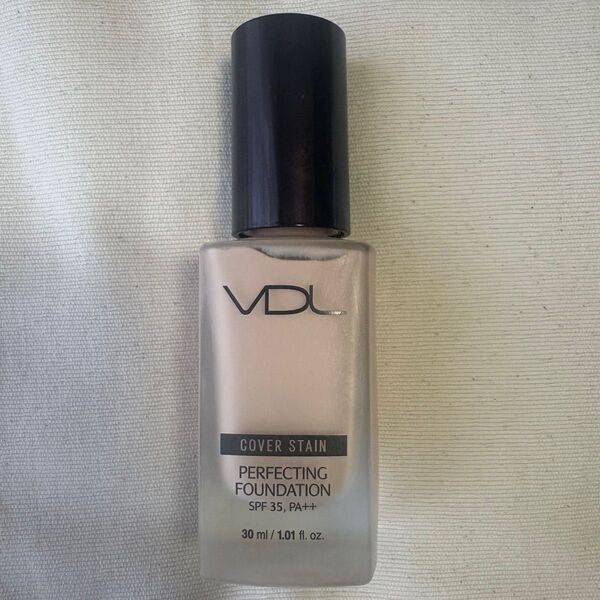 VDL
COVER STAIN
PERFECTING
FOUNDATION
SPF 35, PA++
30 ml / 1.01 fl. oz.